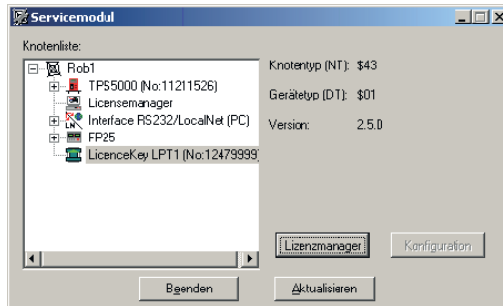 Servicemodul
Knotenliste:
Rob1
TPS5000 (No:11211526)
Licensemanager
Interface RS232/LocalNet (PC)
FP25
LicenceKey LPT1 (No:12479999)
Knotentyp (NT): $43
Gerätetyp (DT): $01
Version: 2.5.0
Lizenzmanager
Konfiguration
Beenden
Aktualisieren